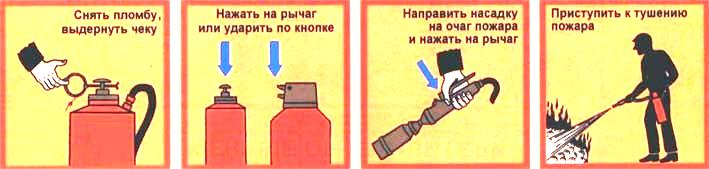 Снять пломбу,
выдернуть чеку
Нажать на рычаг
или ударить по кнопке
Направить насадку
на очаг пожара
и нажать на рычаг
Приступить к тушению
пожара